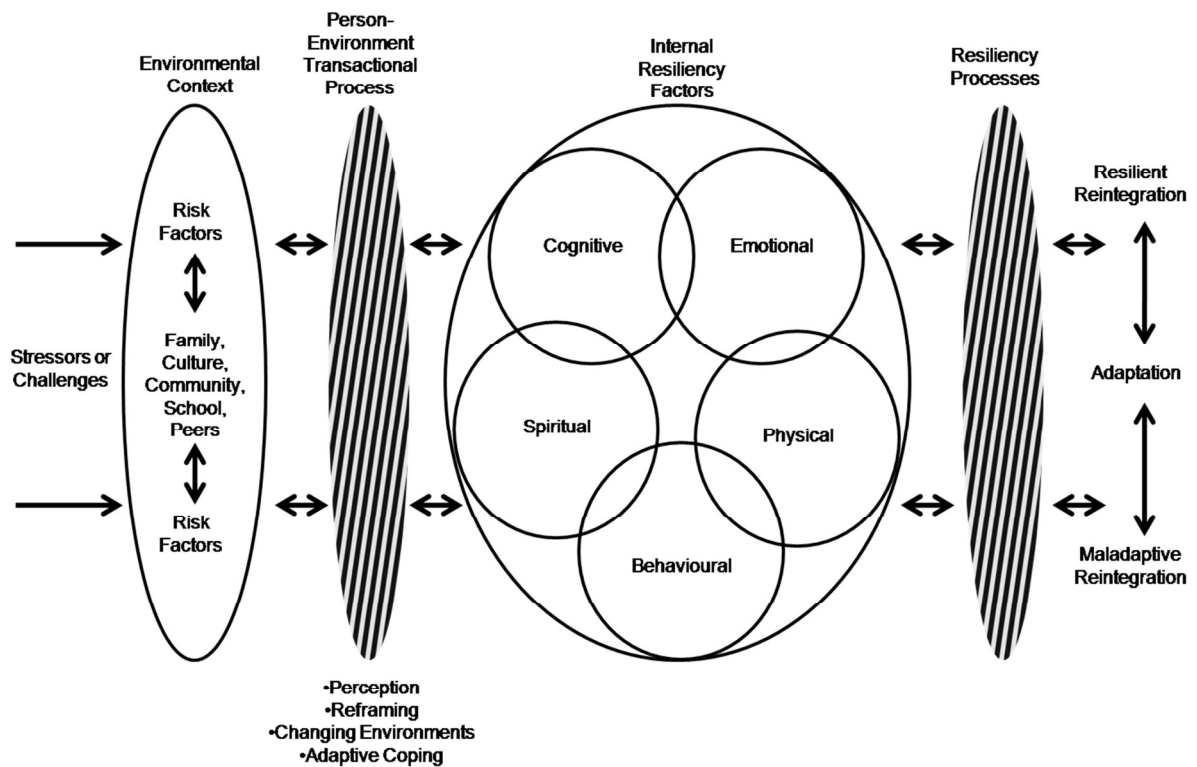 Environmental
Context
Person-
Environment
Transactional
Process
Internal
Resiliency
Factors
Resiliency
Processes
Stressors or
Challenges
Risk
Factors
Family,
Culture,
Community,
School,
Peers
Risk
Factors
•Perception
•Reframing
•Changing Environments
•Adaptive Coping
Cognitive
Emotional
Spiritual
Physical
Behavioural
Resilient
Reintegration
Adaptation
Maladaptive
Reintegration